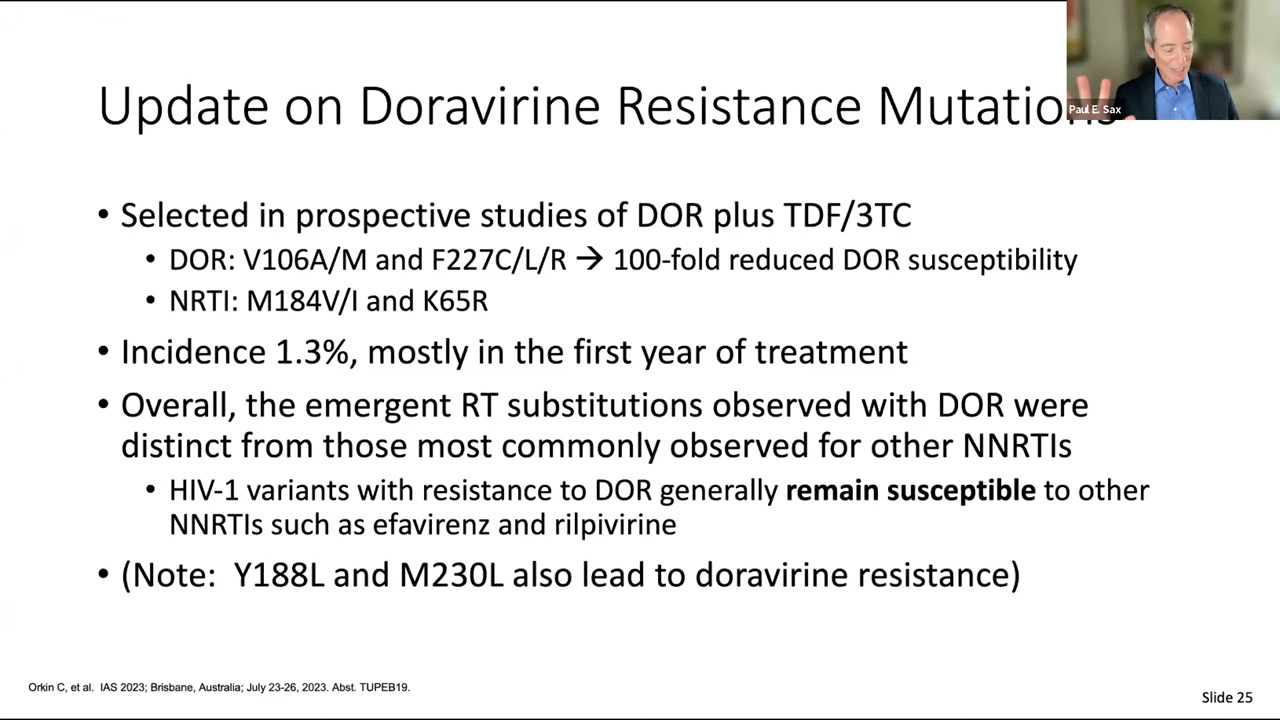 Update on Doravirine Resistance Mutations
Paul E. Sax
• Selected in prospective studies of DOR plus TDF/3TC
• DOR: V106A/M and F227C/L/R → 100-fold reduced DOR susceptibility
• NRTI: M184V/I and K65R
• Incidence 1.3%, mostly in the first year of treatment
• Overall, the emergent RT substitutions observed with DOR were
distinct from those most commonly observed for other NNRTIs
• HIV-1 variants with resistance to DOR generally remain susceptible to other
NNRTIs such as efavirenz and rilpivirine
• (Note:  Y188L and M230L also lead to doravirine resistance)
Orkin C, et al.  IAS 2023; Brisbane, Australia; July 23-26, 2023. Abst. TUPEB19.
Slide 25